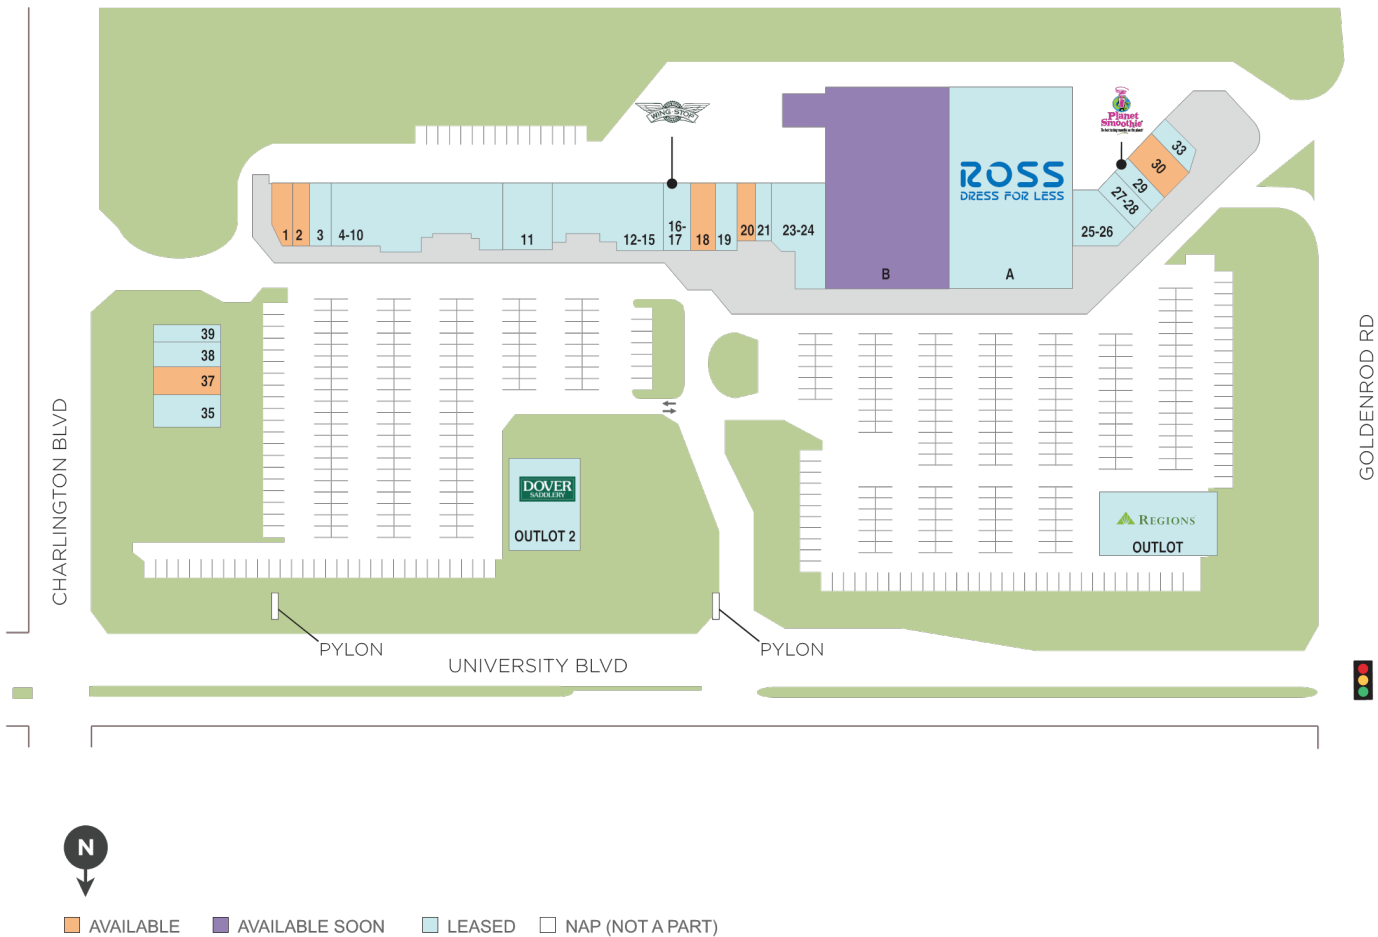 WING STOP
Planet
Smoothie
ROSS
DRESS FOR LESS
33
30
29
27-28
25-26
1
2
3
4-10
11
12-15
16-
17
18
19
20
21
23-24
B
A
39
38
37
35
DOVER
SADDLERY
OUTLOT 2
REGIONS
OUTLOT
CHARLINGTON BLVD
GOLDENROD RD
PYLON
PYLON
UNIVERSITY BLVD
N
AVAILABLE
AVAILABLE SOON
LEASED
NAP (NOT A PART)